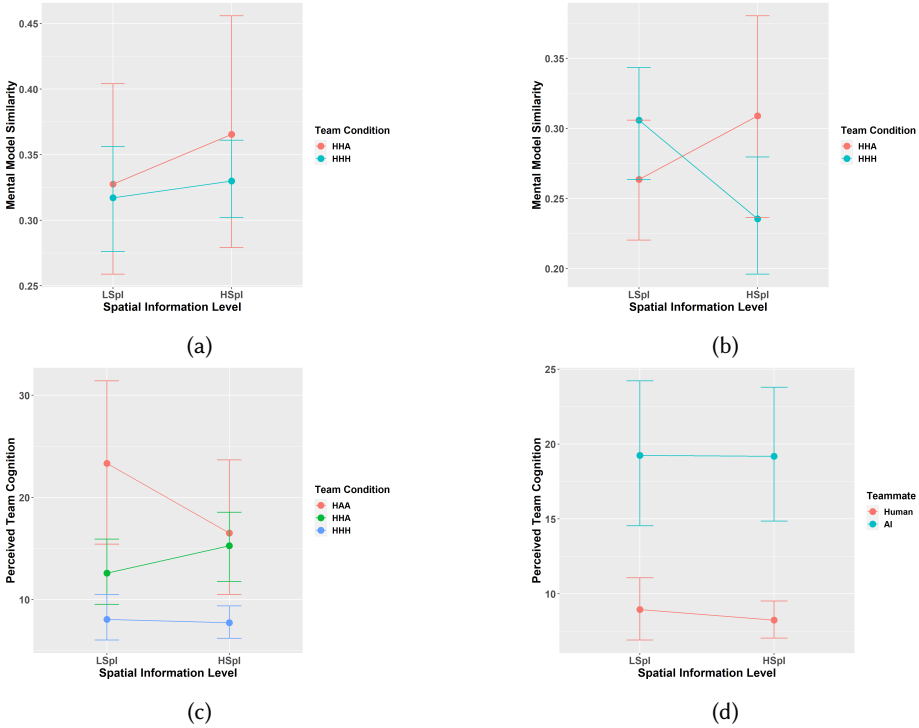 0.45
0.40
0.35
0.30
0.25
Mental Model Similarity
LSpI
HSpI
Spatial Information Level
Team Condition
HHA
HHH
(a)
0.35
0.30
0.25
0.20
Mental Model Similarity
LSpI
HSpI
Spatial Information Level
Team Condition
HHA
HHH
(b)
30
20
10
Perceived Team Cognition
LSpI
HSpI
Spatial Information Level
Team Condition
HAA
HHA
HHH
(c)
25
20
15
10
Perceived Team Cognition
LSpI
HSpI
Spatial Information Level
Teammate
Human
AI
(d)